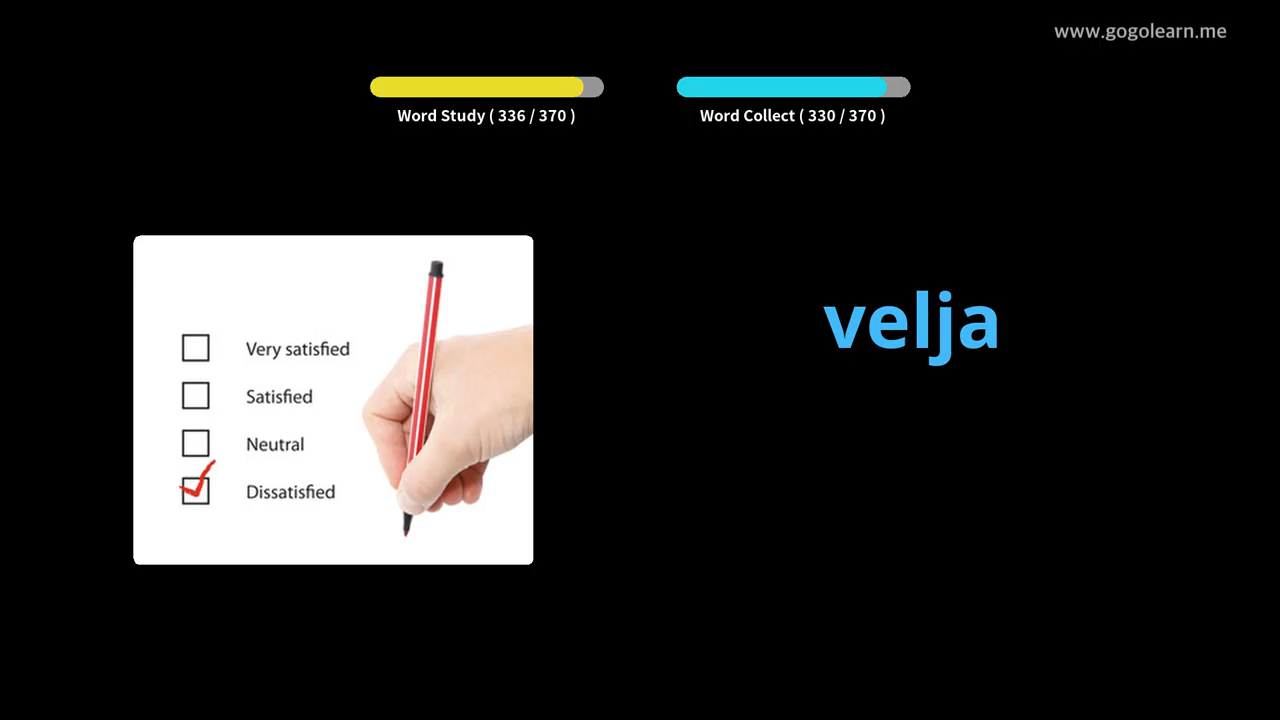 www.gogolearn.me
Word Study ( 336 / 370 )
Word Collect ( 330 / 370 )
velja
Very satisfied
Satisfied
Neutral
Dissatisfied